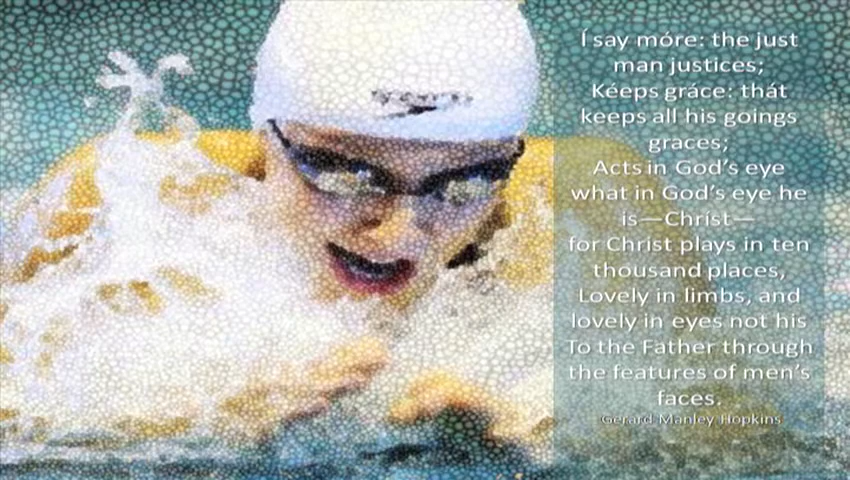 Í say móre: the just
man justices;
Kéeps gráce: thát
keeps all his goings
graces;
Acts in God's eye
what in God's eye he
is—Chríst—
for Christ plays in ten
thousand places,
Lovely in limbs, and
lovely in eyes not his
To the Father through
the features of men's
faces.
Gerard Manley Hopkins